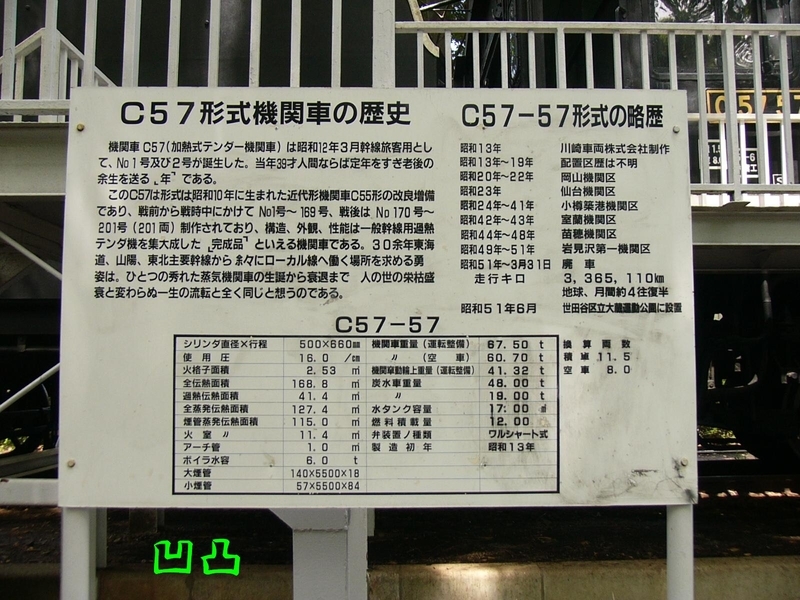 C57形式機関車の歴史
機関車C57(加熱式テンダー機関車)は昭和12年3月幹線旅客用とし
て、No1号及び2号が誕生した。当年39才人間ならば定年をすぎ老後の
余生を送る「年」である。
このC57は形式は昭和10年に生まれた近代形機関車C55形の改良増備
であり、戦前から戦時中にかけて No1号〜169号、戦後は No 170号〜
201号(201両)制作されており、構造、外観、性能は一般幹線用過熱
テンダ機を集大成した「完成品」といえる機関車である。30余年東海
道、山陽、東北主要幹線から々々にローカル線へ働く場所を求める勇
姿は。ひとつの秀れた蒸気機関車の生誕から衰退まで 人の世の栄枯盛
衰と変わらぬ一生の流転と全く同じと想うのである。
C57-57形式の略歴
昭和13年 川崎車両株式会社制作
昭和13年〜19年 配置区歴は不明
昭和20年〜22年 岡山機関区
昭和23年 仙台機関区
昭和24年〜41年 小樽築港機関区
昭和42年〜43年 室蘭機関区
昭和44年〜48年 苗穂機関区
昭和49年〜51年 岩見沢第一機関区
昭和51年〜3月31日 廃車
走行キロ 3,365,110km
地球、月間約4往復半
昭和51年6月 世田谷区立大蔵運動公園に設置
C57-57
シリンダ直径×行程 500×660㎜ 機関車重量(運転整備) 67.50 t 換算両数
使用圧 16.0 /㎝ 〃 (空車) 60.70 t 積車 11.5
火格子面積 2.53 ㎡ 機関車動輪上重量(運転整備) 41.32 t 空車 8.0
全伝熱面積 168.8 ㎡ 炭水車重量 48.00 t
過熱伝熱面積 41.4 ㎡ 〃 19.00 t
全蒸発伝熱面積 127.4 ㎡ 水タンク容量 17.00 ㎥
煙管蒸発伝熱面積 115.0 ㎡ 燃料積載量 12.00
火室 〃 11.4 ㎡ 弁装置ノ種類 ワルシャート式
アーチ管 1.0 ㎡ 製造初年 昭和13年
ボイラ水容 6.0 t
大煙管 140×5500×18
小煙管 57×5500×84
C57 57
凹凸